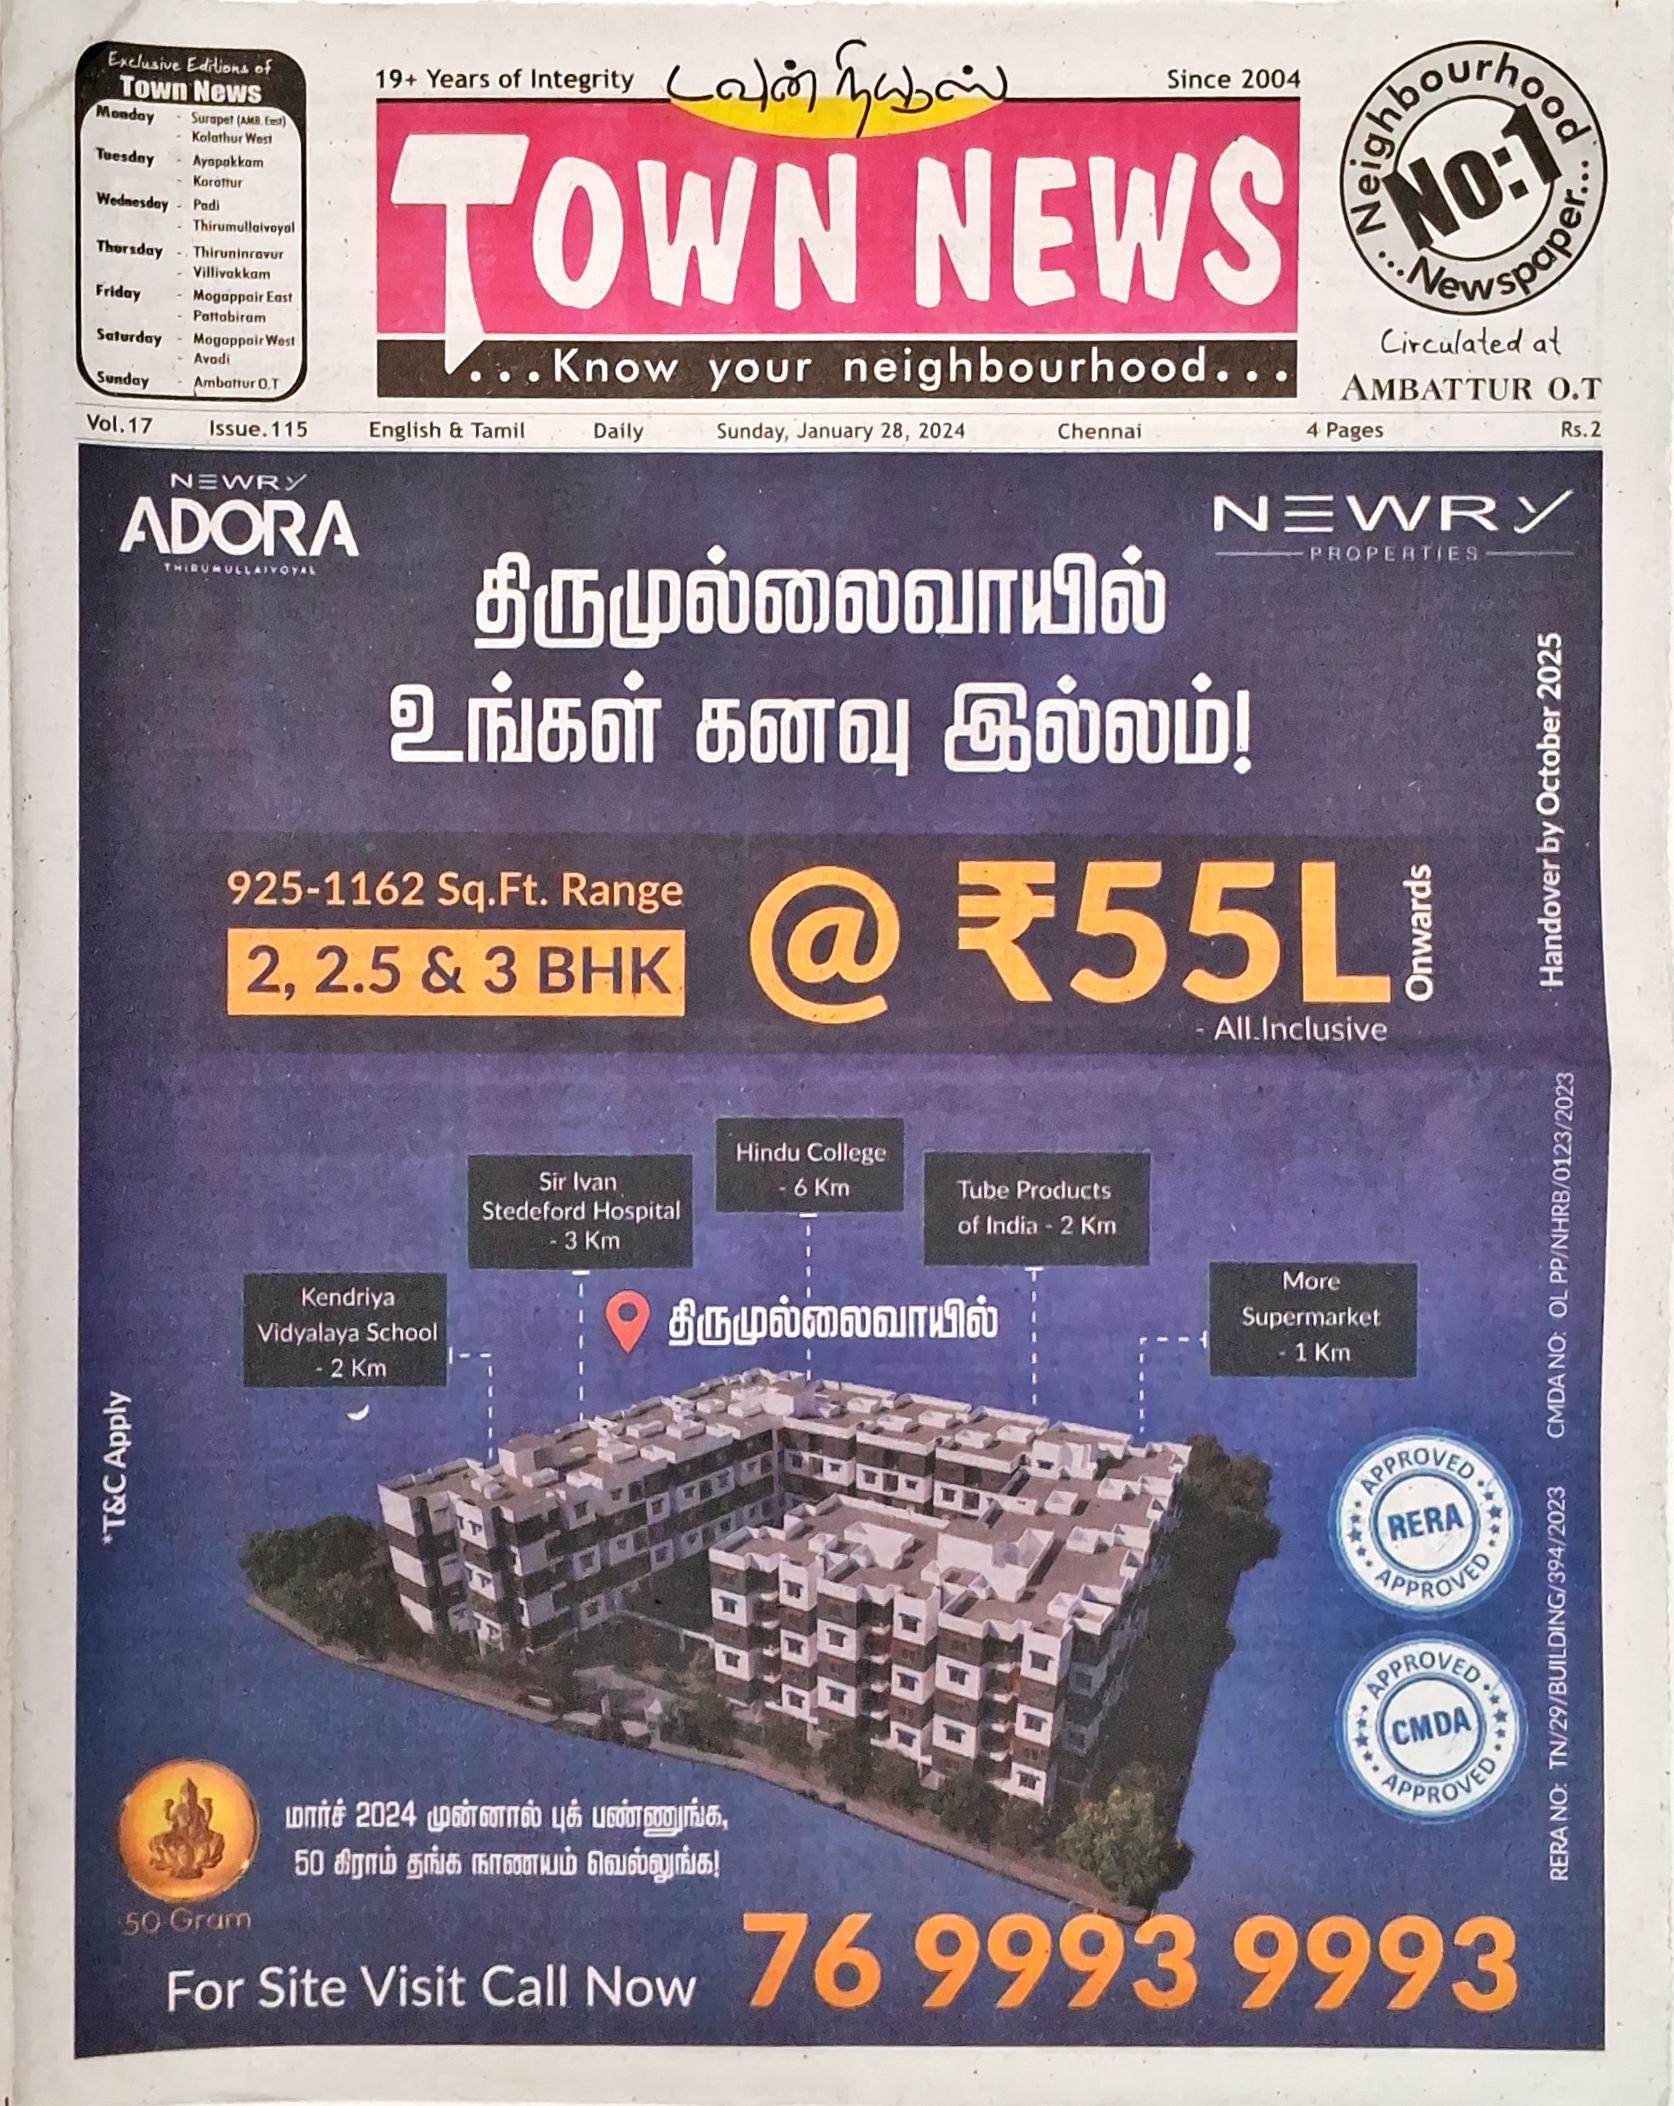 Exclusive Editions of
Town News
Monday - Surapet (AMB. East)
- Kolathur West
Tuesday - Ayapakkam
- Korattur
Wednesday - Padi
- Thirumullaivoyal
Thursday - Thiruninravur
- Villivakkam
Friday - Mogappair East
- Pattabiram
Saturday - Mogappair West
- Avadi
Sunday - Ambattur O.T
19+ Years of Integrity
டவுன் நியூஸ்
Since 2004
TOWN NEWS
...Know your neighbourhood...
Neighbourhood
No:1
...Newspaper...
Circulated at
AMBATTUR O.T
Vol.17 Issue.115 English & Tamil Daily Sunday, January 28, 2024 Chennai 4 Pages Rs.2
NEWRY
ADORA
THIRUMULLAIVOYAL
NEWRY
PROPERTIES
திருமுல்லைவாயில்
உங்கள் கனவு இல்லம்!
Handover by October 2025
925-1162 Sq.Ft. Range
2, 2.5 & 3 BHK
@ ₹55L
Onwards
- All.Inclusive
Hindu College
- 6 Km
Sir Ivan
Stedeford Hospital
- 3 Km
Tube Products
of India - 2 Km
Kendriya
Vidyalaya School
- 2 Km
More
Supermarket
- 1 Km
திருமுல்லைவாயில்
*T&C Apply
APPROVED
RERA
APPROVED
APPROVED
CMDA
APPROVED
RERA NO: TN/29/BUILDING/394/2023 CMDA NO: OL PP/NHRB/0123/2023
மார்ச் 2024 முன்னால் புக் பண்ணுங்க,
50 கிராம் தங்க நாணயம் வெல்லுங்க!
50 Gram
For Site Visit Call Now 76 9993 9993